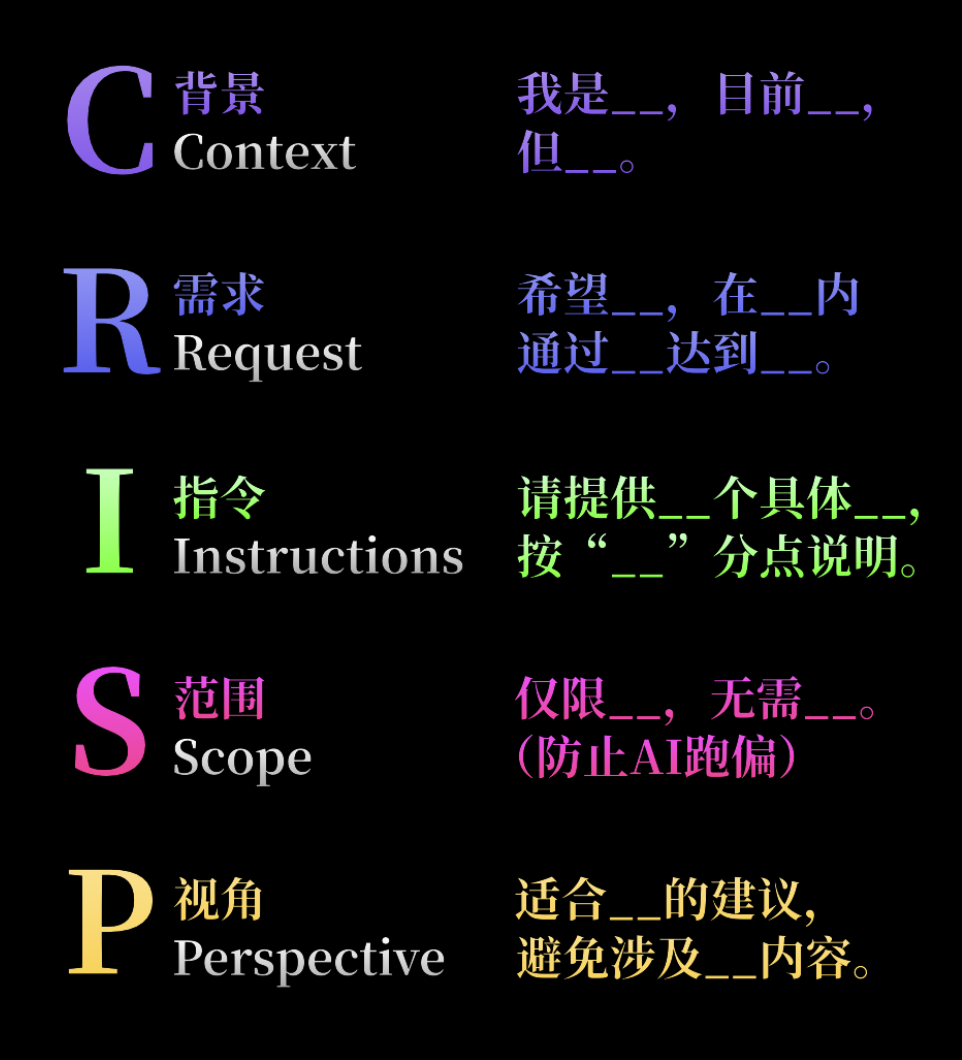 C 背景 我是__，目前__，
Context 但__。
R 需求 希望__，在__内
Request 通过__达到__。
I 指令 请提供__个具体__，
Instructions 按“__”分点说明。
S 范围 仅限__，无需__。
Scope （防止AI跑偏）
P 视角 适合__的建议，
Perspective 避免涉及__内容。